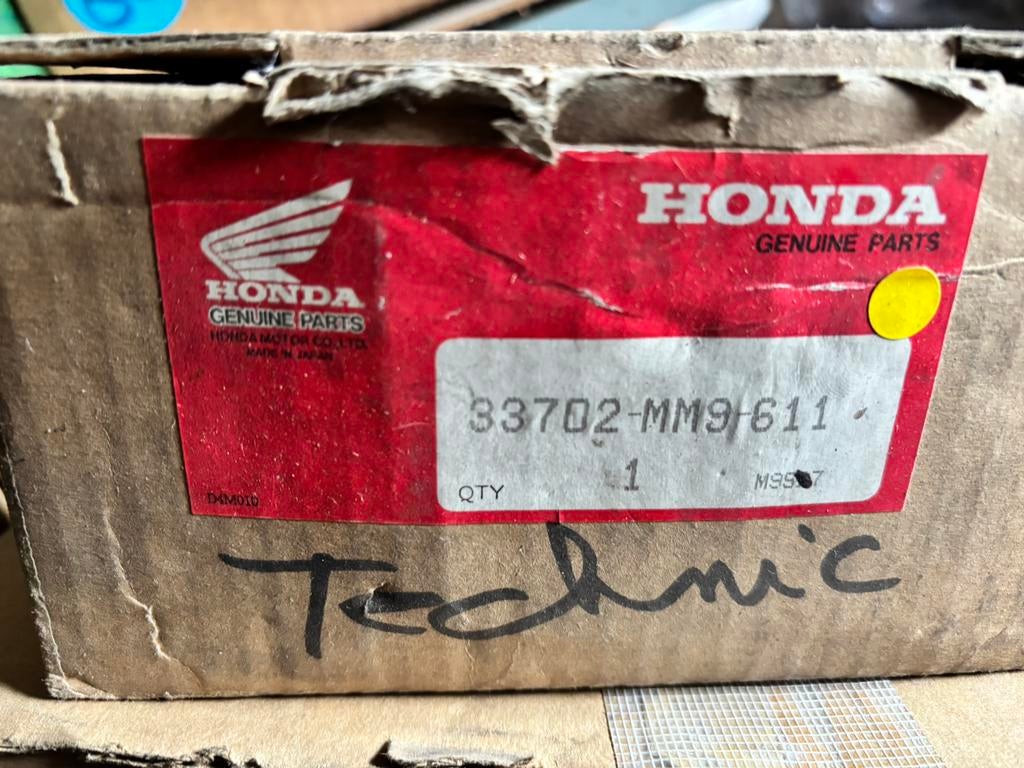 HONDA
GENUINE PARTS
HONDA
GENUINE PARTS
HONDA MOTOR CO., LTD.
MADE IN JAPAN
33702-MM9-611
QTY 1
D4M01D
Technic